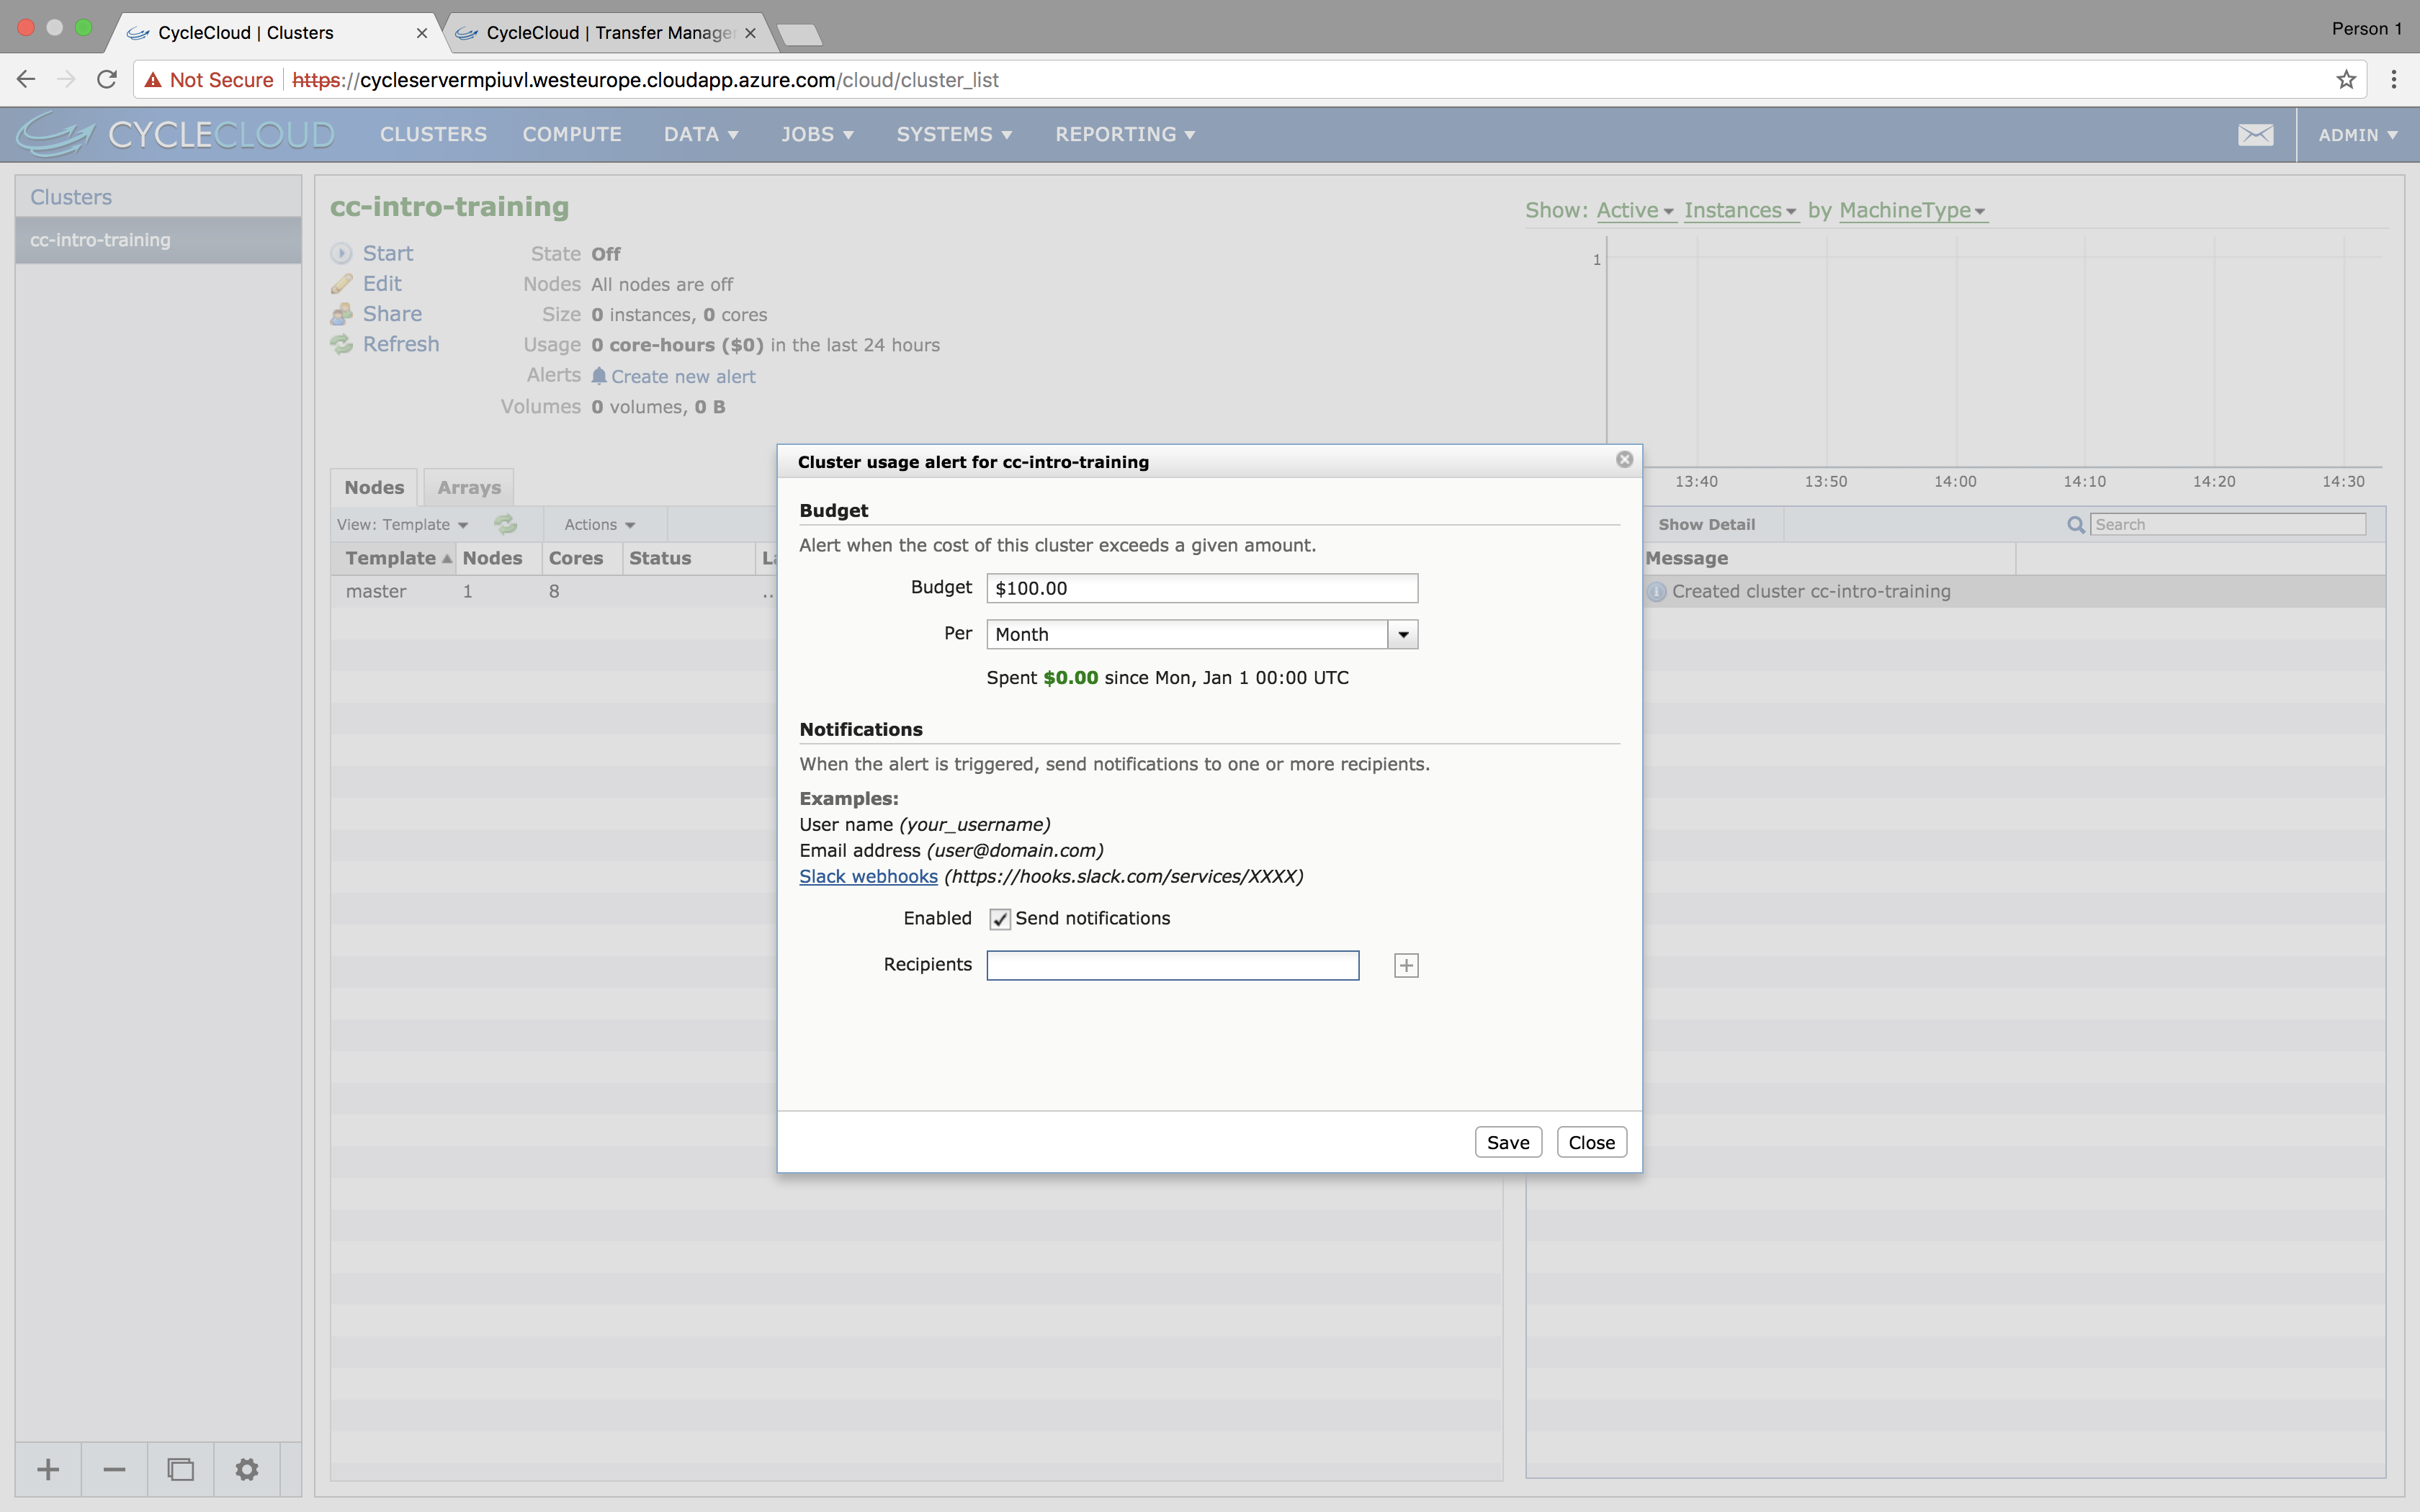 CycleCloud | Clusters
CycleCloud | Transfer Manager
Person 1
Not Secure
https://cycleservermpiuvl.westeurope.cloudapp.azure.com/cloud/cluster_list
CYCLECLOUD
CLUSTERS
COMPUTE
DATA
JOBS
SYSTEMS
REPORTING
ADMIN
Clusters
cc-intro-training
cc-intro-training
Start
Edit
Share
Refresh
State Off
Nodes All nodes are off
Size 0 instances, 0 cores
Usage 0 core-hours ($0) in the last 24 hours
Alerts Create new alert
Volumes 0 volumes, 0 B
Show: Active Instances by MachineType
1
13:40 13:50 14:00 14:10 14:20 14:30
Nodes Arrays
View: Template Actions
Template Nodes Cores Status
master 1 8 ..
Show Detail Search
Message
Created cluster cc-intro-training
Cluster usage alert for cc-intro-training
Budget
Alert when the cost of this cluster exceeds a given amount.
Budget $100.00
Per Month
Spent $0.00 since Mon, Jan 1 00:00 UTC
Notifications
When the alert is triggered, send notifications to one or more recipients.
Examples:
User name (your_username)
Email address (user@domain.com)
Slack webhooks (https://hooks.slack.com/services/XXXX)
Enabled Send notifications
Recipients
Save Close